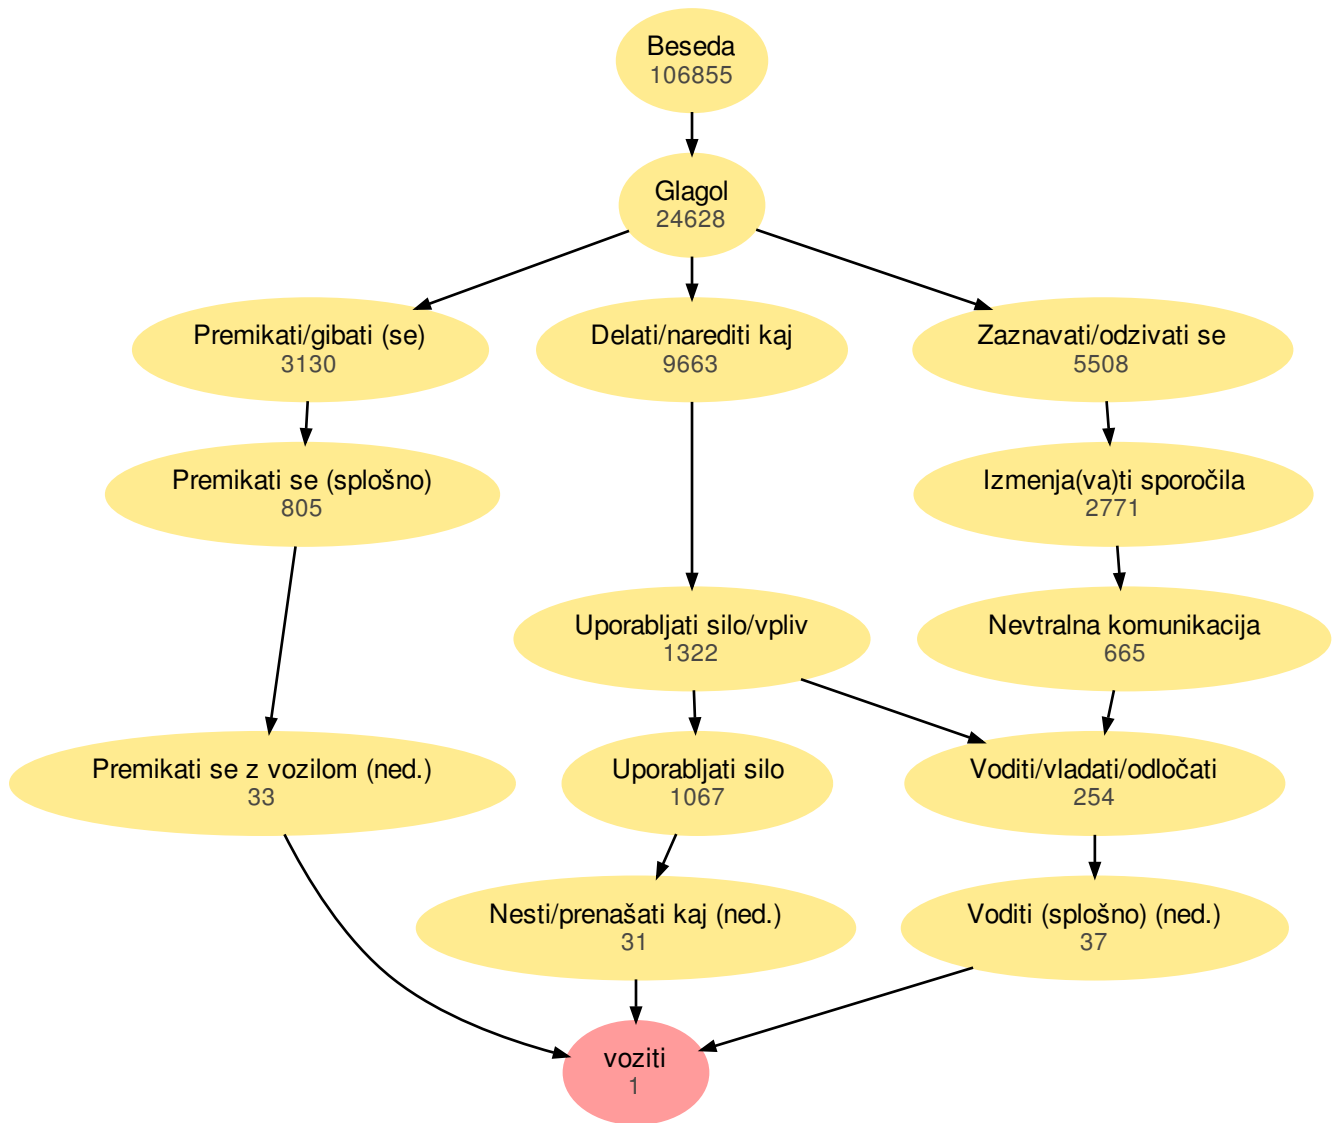 Beseda
106855
Glagol
24628
Premikati/gibati (se)
3130
Delati/narediti kaj
9663
Zaznavati/odzivati se
5508
Premikati se (splošno)
805
Izmenja(va)ti sporočila
2771
Uporabljati silo/vpliv
1322
Nevtralna komunikacija
665
Premikati se z vozilom (ned.)
33
Uporabljati silo
1067
Voditi/vladati/odločati
254
Nesti/prenašati kaj (ned.)
31
Voditi (splošno) (ned.)
37
voziti
1